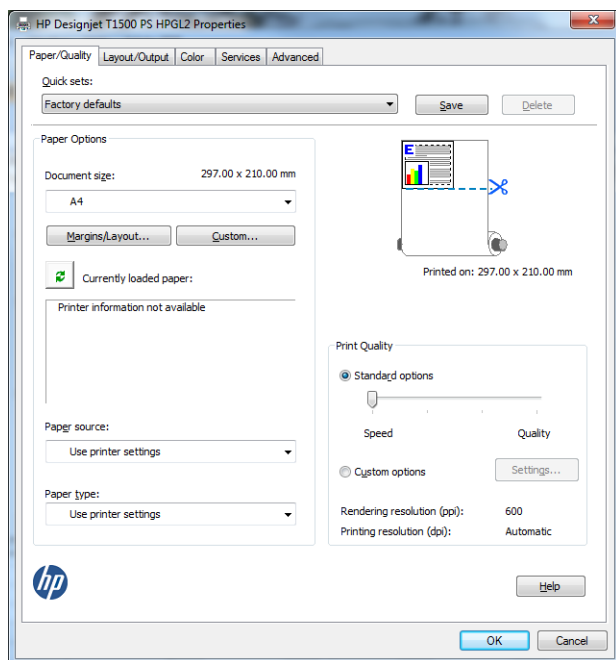 HP Designjet T1500 PS HPGL2 Properties
Paper/Quality Layout/Output Color Services Advanced
Quick sets:
Factory defaults Save Delete
Paper Options
Document size: 297.00 x 210.00 mm
A4
Margins/Layout... Custom...
Currently loaded paper:
Printer information not available
Paper source:
Use printer settings
Paper type:
Use printer settings
E
Printed on: 297.00 x 210.00 mm
Print Quality
Standard options
Speed Quality
Custom options Settings...
Rendering resolution (ppi): 600
Printing resolution (dpi): Automatic
hp
Help
OK Cancel